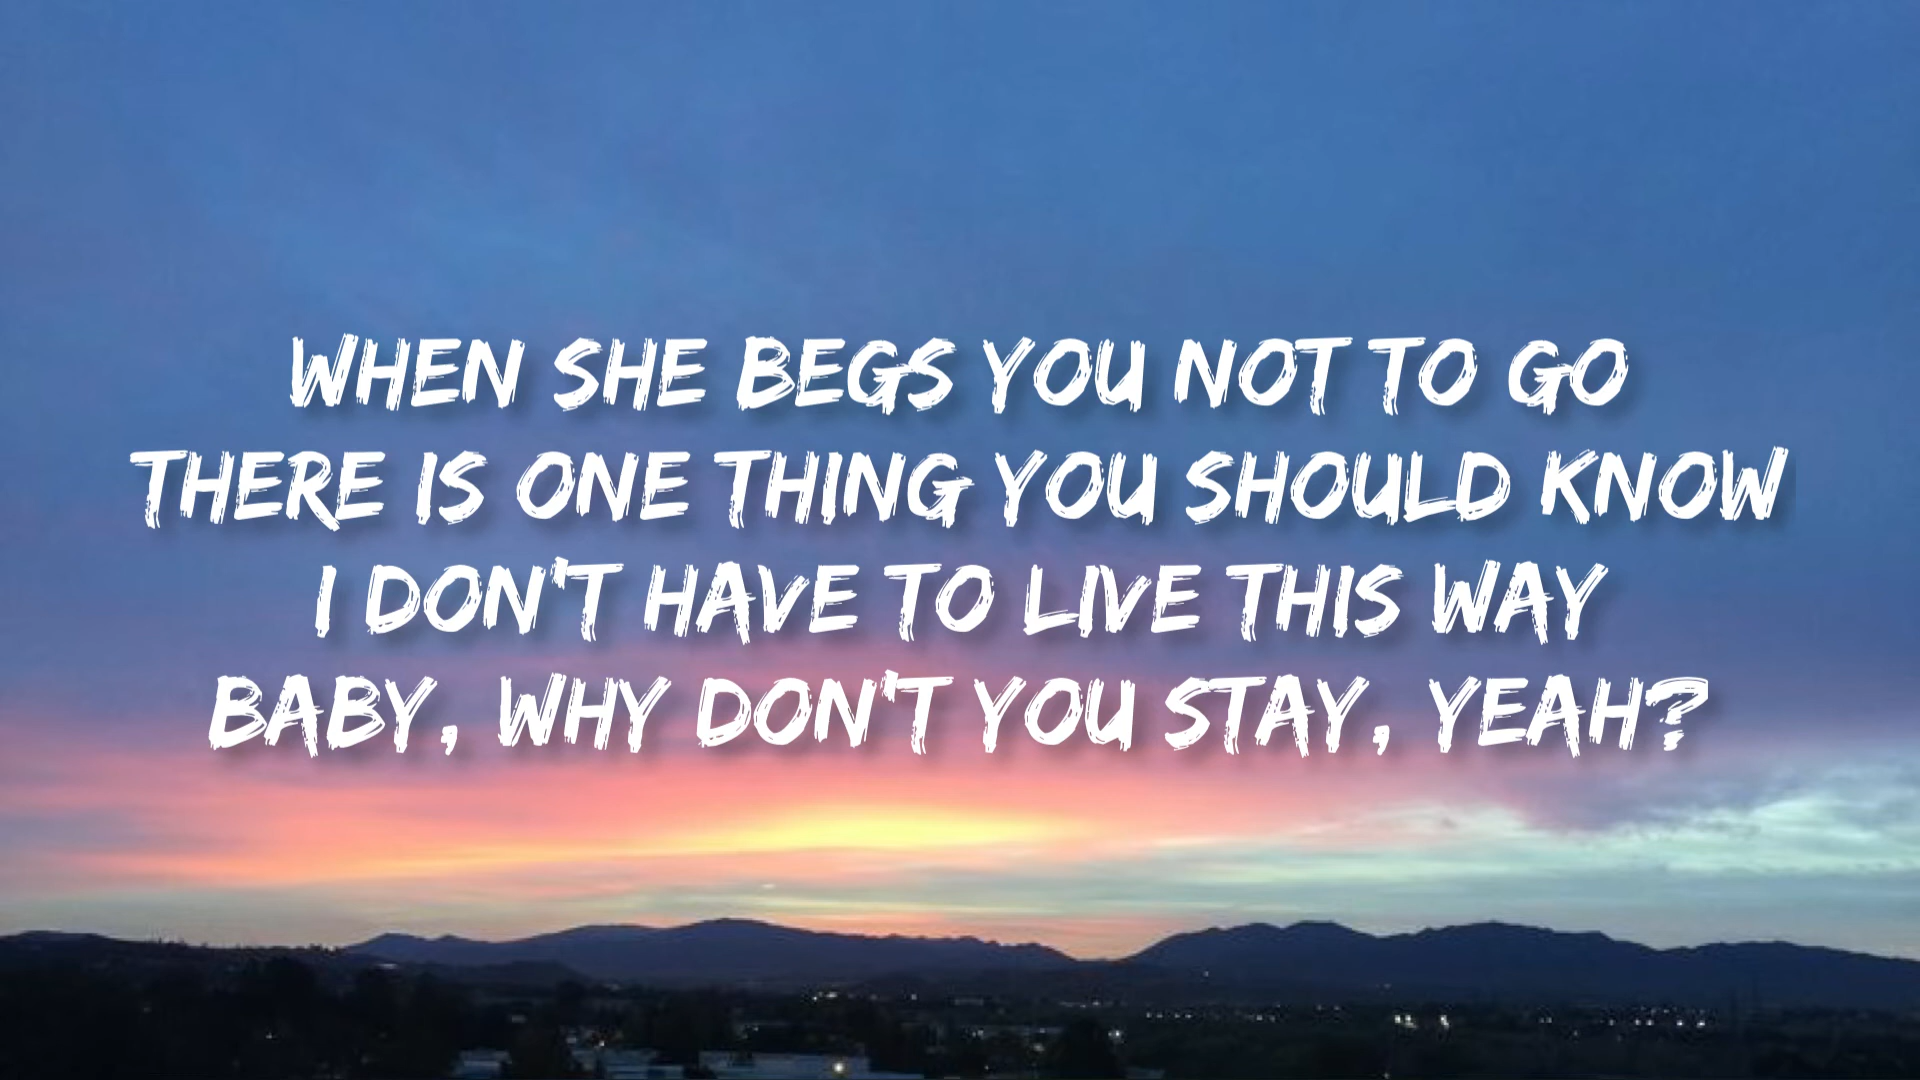 WHEN SHE BEGS YOU NOT TO GO
THERE IS ONE THING YOU SHOULD KNOW
I DON'T HAVE TO LIVE THIS WAY
BABY, WHY DON'T YOU STAY, YEAH?